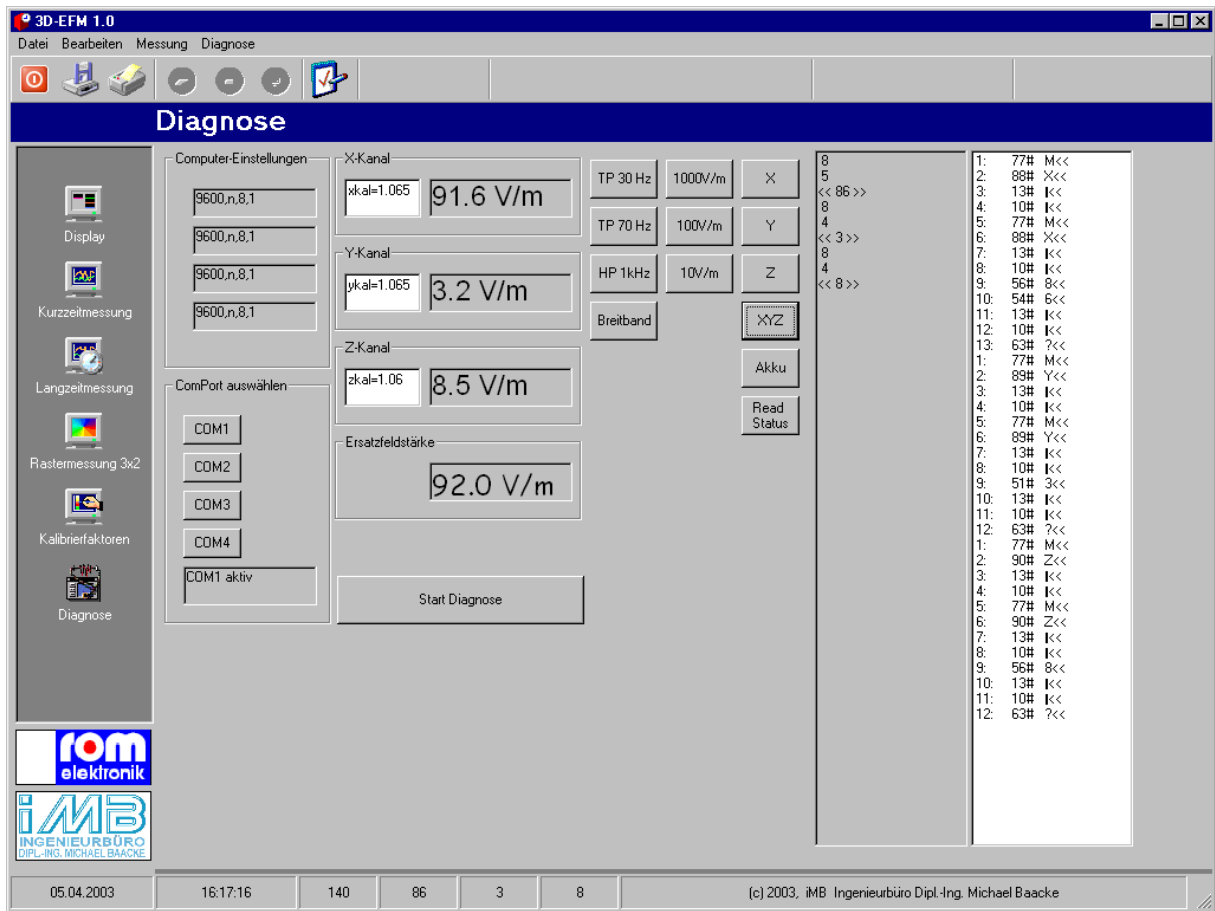 3D-EFM 1.0
Datei Bearbeiten Messung Diagnose
Diagnose
Display
Kurzzeitmessung
Langzeitmessung
Rastermessung 3x2
Kalibrierfaktoren
Diagnose
rom
elektronik
iMB
INGENIEURBÜRO
DIPL.-ING. MICHAEL BAACKE
Computer-Einstellungen
9600,n,8,1
9600,n,8,1
9600,n,8,1
9600,n,8,1
ComPort auswählen
COM1
COM2
COM3
COM4
COM1 aktiv
X-Kanal
xkal=1.065 91.6 V/m
Y-Kanal
ykal=1.065 3.2 V/m
Z-Kanal
zkal=1.06 8.5 V/m
Ersatzfeldstärke
92.0 V/m
Start Diagnose
TP 30 Hz 1000V/m X
TP 70 Hz 100V/m Y
HP 1kHz 10V/m Z
Breitband XYZ
Akku
Read
Status
8
5
<< 86 >>
8
4
<< 3 >>
8
4
<< 8 >>
1: 77# M<<
2: 88# X<<
3: 13# |<<
4: 10# |<<
5: 77# M<<
6: 88# X<<
7: 13# |<<
8: 10# |<<
9: 56# 8<<
10: 54# 6<<
11: 13# |<<
12: 10# |<<
13: 63# ?<<
1: 77# M<<
2: 89# Y<<
3: 13# |<<
4: 10# |<<
5: 77# M<<
6: 89# Y<<
7: 13# |<<
8: 10# |<<
9: 51# 3<<
10: 13# |<<
11: 10# |<<
12: 63# ?<<
1: 77# M<<
2: 90# Z<<
3: 13# |<<
4: 10# |<<
5: 77# M<<
6: 90# Z<<
7: 13# |<<
8: 10# |<<
9: 56# 8<<
10: 13# |<<
11: 10# |<<
12: 63# ?<<
05.04.2003 16:17:16 140 86 3 8 (c) 2003, iMB Ingenieurbüro Dipl.-Ing. Michael Baacke